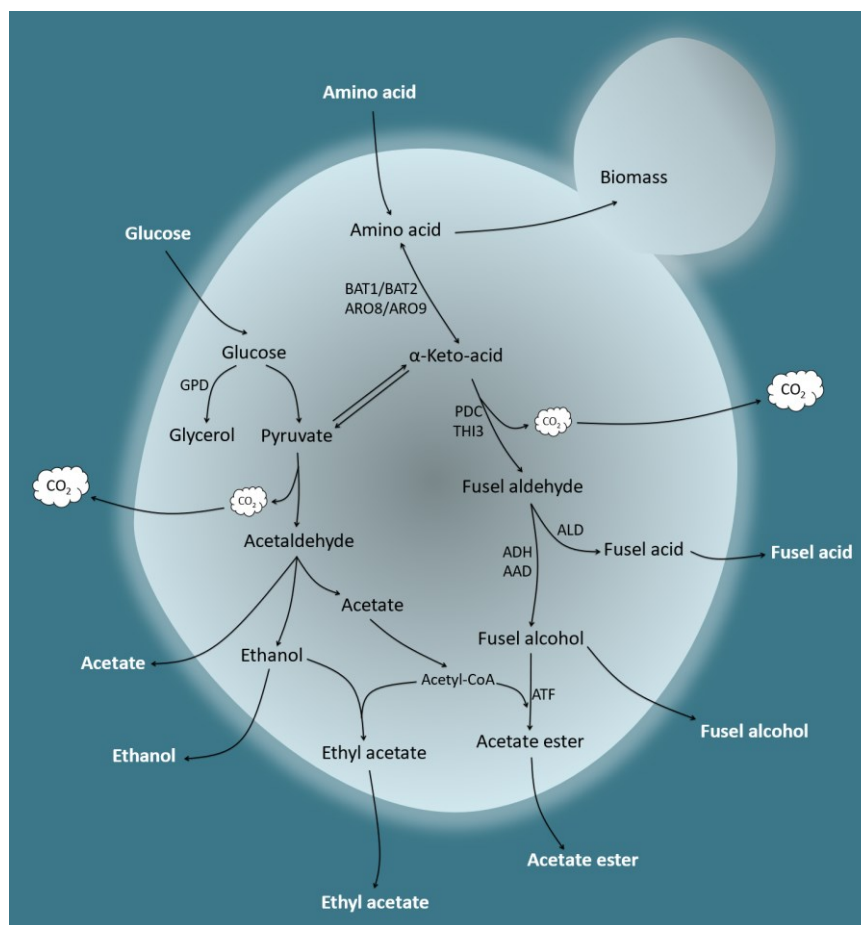 Amino acid
Biomass
Amino acid
Glucose
BAT1/BAT2
ARO8/ARO9
Glucose
α-Keto-acid
GPD
CO2
PDC
CO2
THI3
Glycerol
Pyruvate
Fusel aldehyde
CO2
CO2
ALD
Acetaldehyde
ADH
Fusel acid
Fusel acid
AAD
Acetate
Fusel alcohol
Ethanol
Acetate
Acetyl-CoA
ATF
Fusel alcohol
Ethyl acetate
Acetate ester
Ethanol
Acetate ester
Ethyl acetate